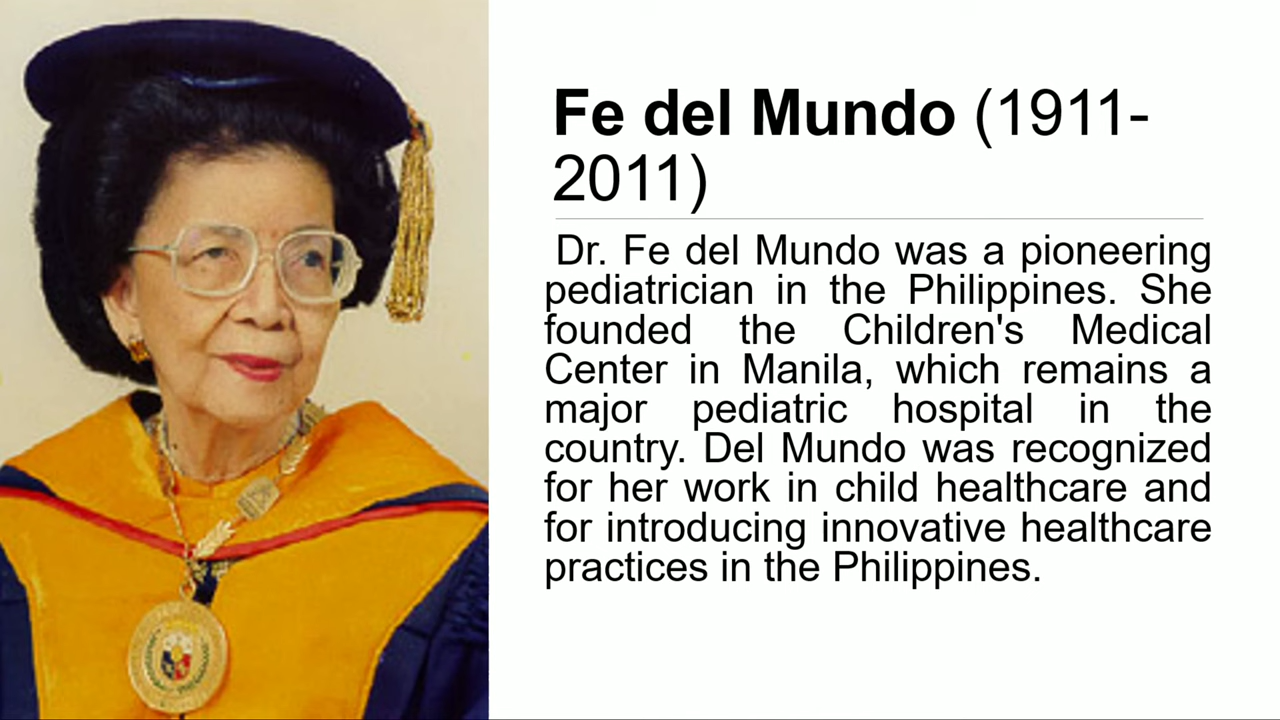 Fe del Mundo (1911-
2011)
Dr. Fe del Mundo was a pioneering
pediatrician in the Philippines. She
founded the Children's Medical
Center in Manila, which remains a
major pediatric hospital in the
country. Del Mundo was recognized
for her work in child healthcare and
for introducing innovative healthcare
practices in the Philippines.